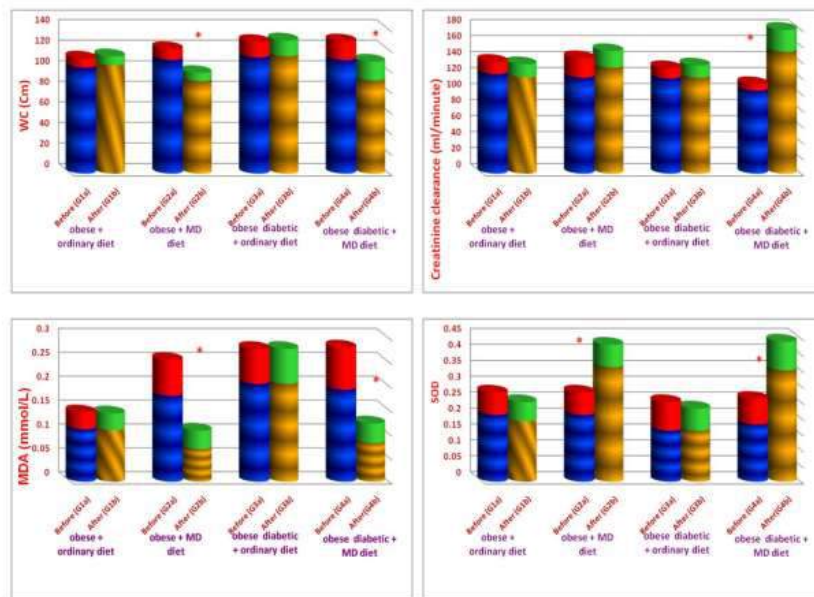 140
120
100
80
60
40
20
0
WC (Cm)
*
*
Before (G1a)
After (G1b)
Before (G2a)
After (G2b)
Before (G3a)
After (G3b)
Before (G4a)
After(G4b)
obese +
ordinary diet
obese + MD
diet
obese diabetic
+ ordinary diet
obese diabetic +
MD diet
180
160
140
120
100
80
60
40
20
0
Creatinine clearance (ml/minute)
*
Before (G1a)
After (G1b)
Before (G2a)
After (G2b)
Before (G3a)
After (G3b)
Before (G4a)
After(G4b)
obese +
ordinary diet
obese + MD
diet
obese diabetic
+ ordinary diet
obese diabetic +
MD diet
0.3
0.25
0.2
0.15
0.1
0.05
0
MDA (mmol/L)
*
*
Before (G1a)
After (G1b)
Before (G2a)
After (G2b)
Before (G3a)
After (G3b)
Before (G4a)
After(G4b)
obese +
ordinary diet
obese + MD
diet
obese diabetic
+ ordinary diet
obese diabetic +
MD diet
0.45
0.4
0.35
0.3
0.25
0.2
0.15
0.1
0.05
0
SOD
*
*
Before (G1a)
After (G1b)
Before (G2a)
After (G2b)
Before (G3a)
After (G3b)
Before (G4a)
After(G4b)
obese +
ordinary diet
obese + MD
diet
obese diabetic
+ ordinary diet
obese diabetic +
MD diet